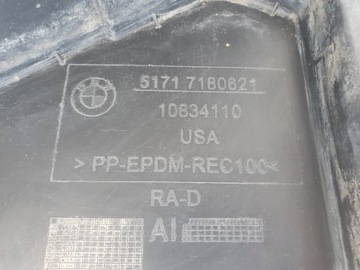 5171 7180621
10834110
USA
> PP-EPDM-REC100<
RA-D
AI